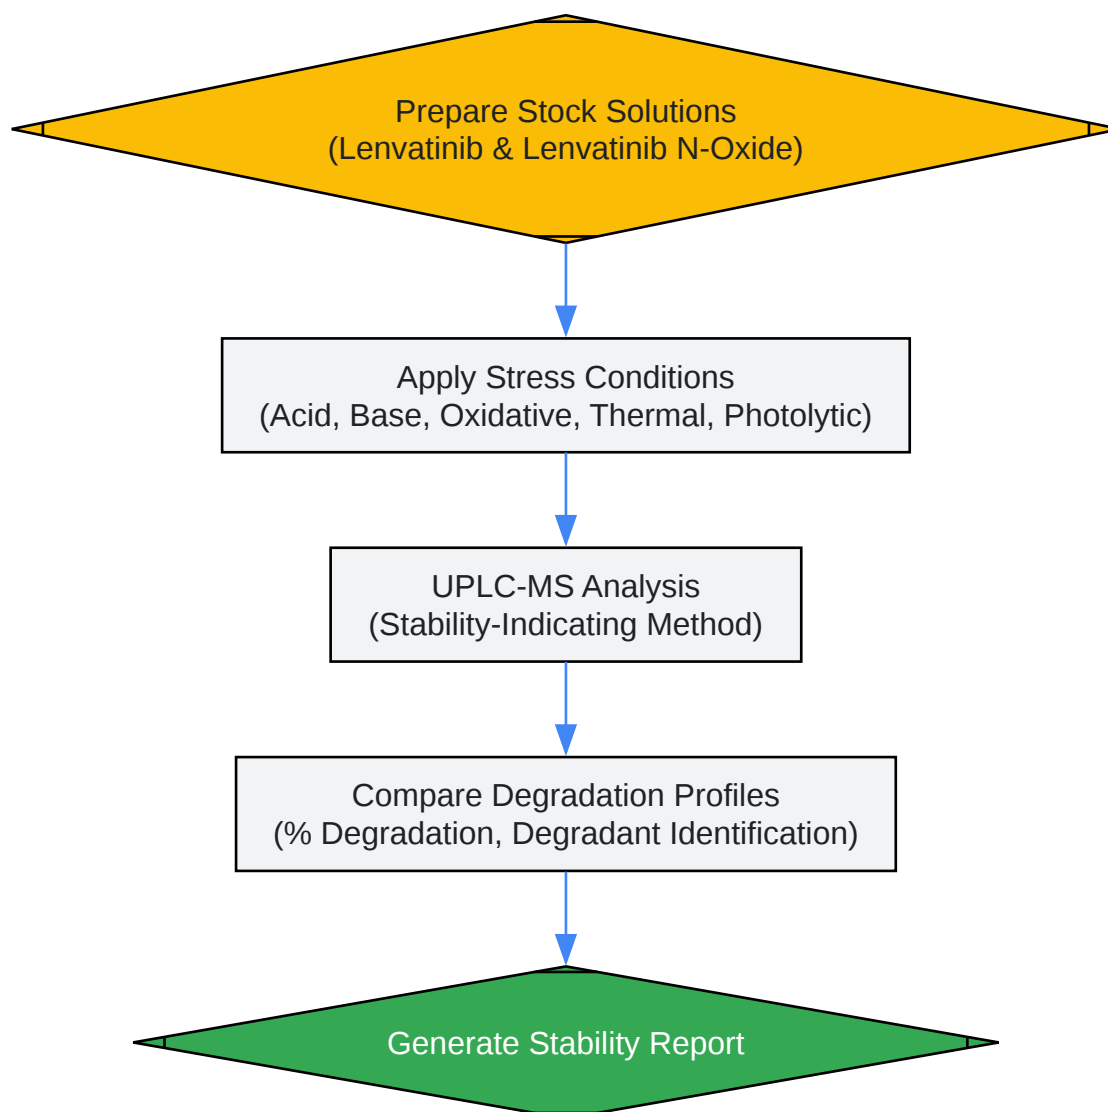 Prepare Stock Solutions
(Lenvatinib & Lenvatinib N-Oxide)
Apply Stress Conditions
(Acid, Base, Oxidative, Thermal, Photolytic)
UPLC-MS Analysis
(Stability-Indicating Method)
Compare Degradation Profiles
(% Degradation, Degradant Identification)
Generate Stability Report